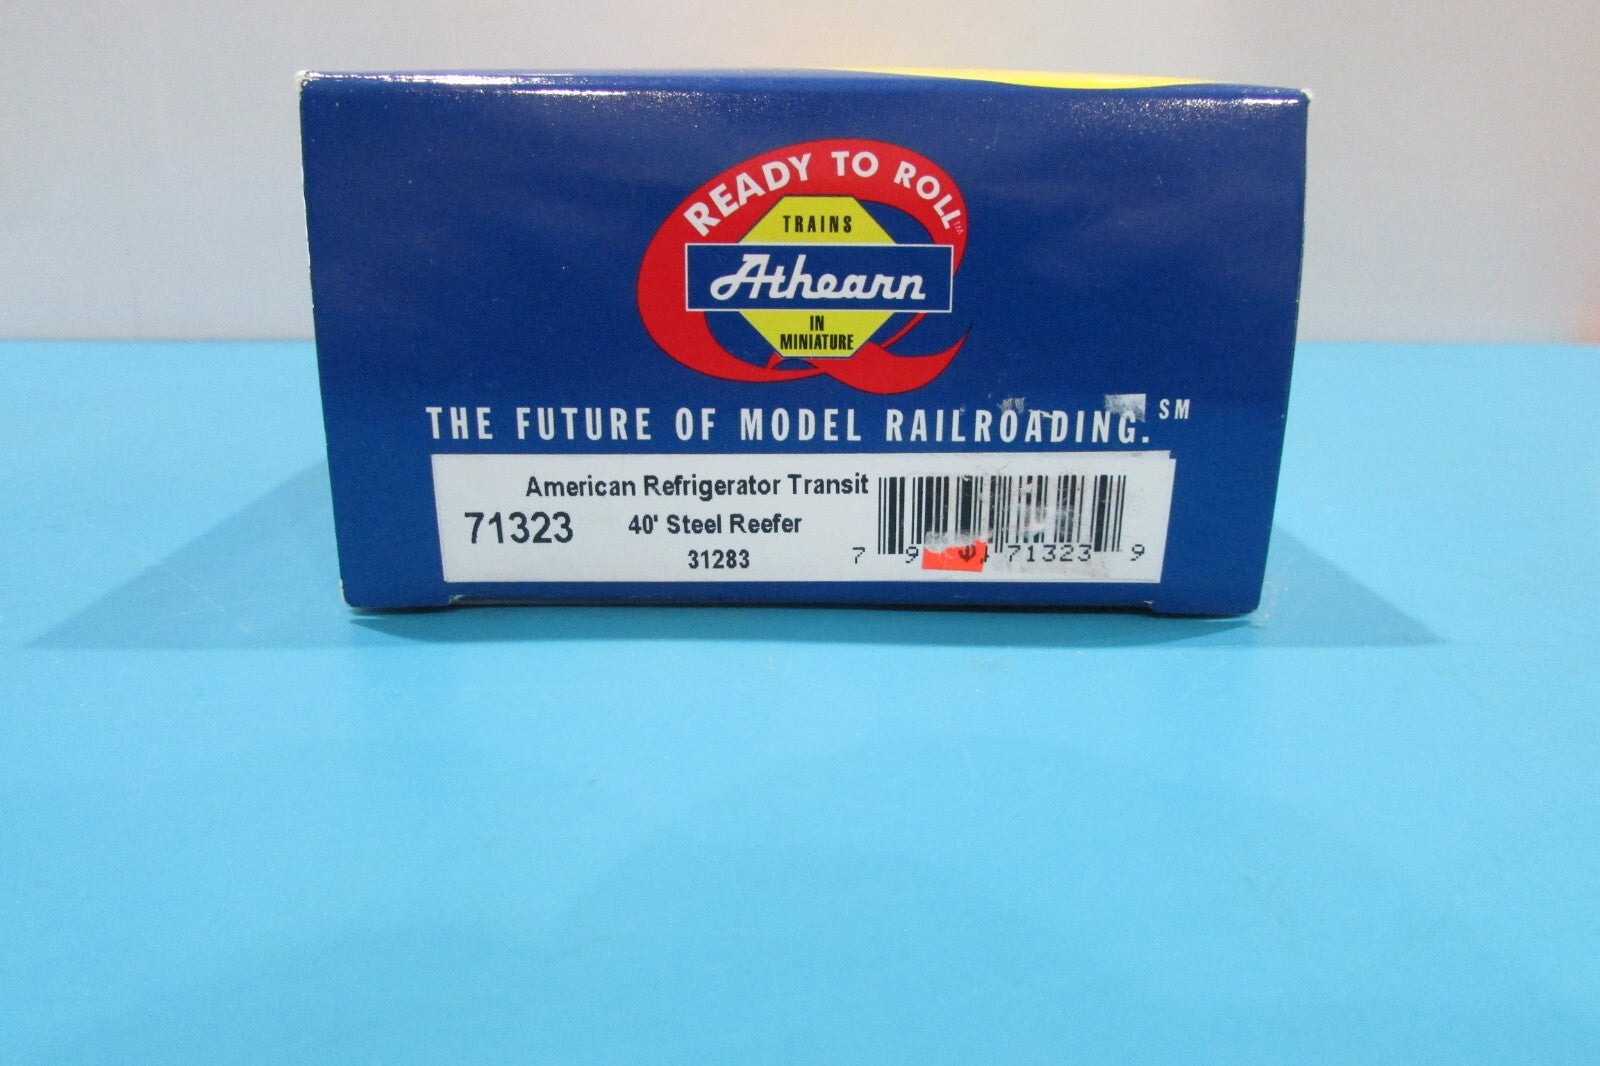 READY TO ROLL™
TRAINS
Athearn
IN
MINIATURE
THE FUTURE OF MODEL RAILROADING.℠
American Refrigerator Transit
71323 40' Steel Reefer
31283
7 9 71323 9